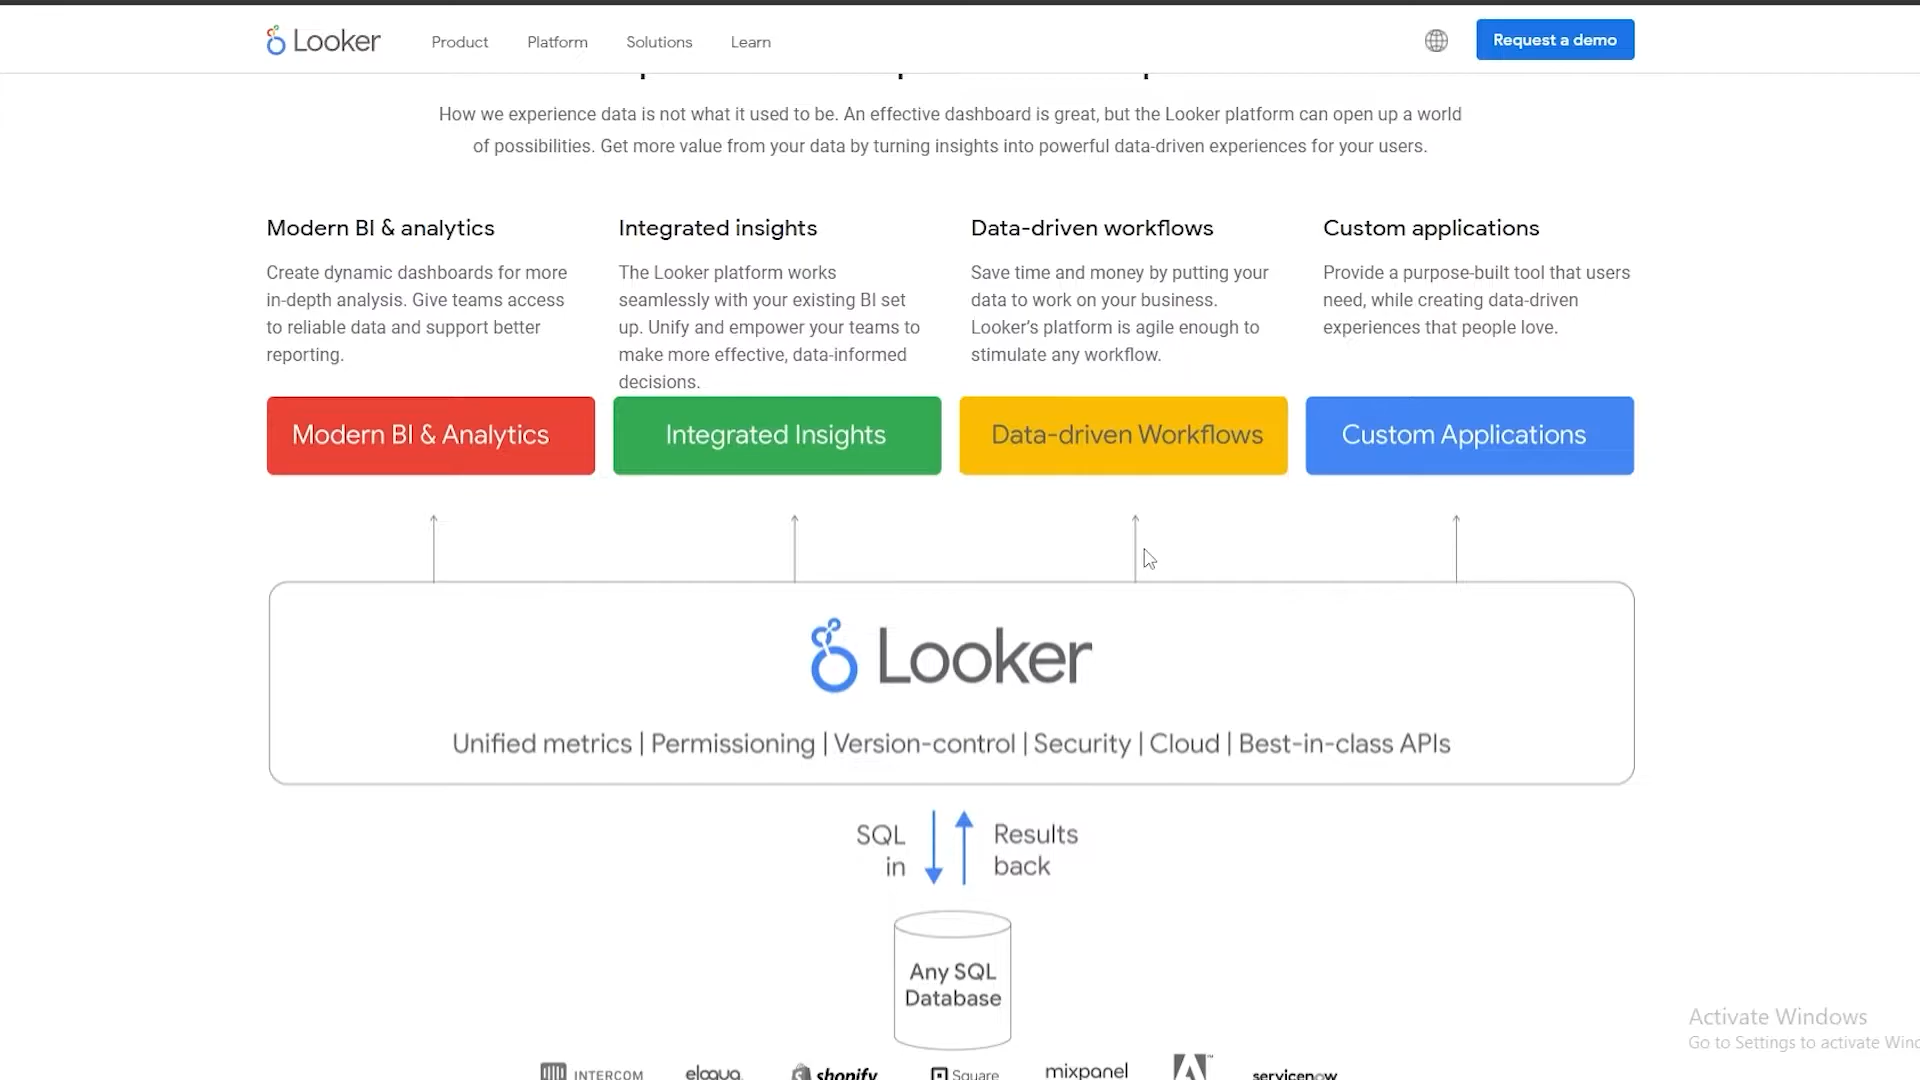 Looker
Product
Platform
Solutions
Learn
Request a demo
How we experience data is not what it used to be. An effective dashboard is great, but the Looker platform can open up a world
of possibilities. Get more value from your data by turning insights into powerful data-driven experiences for your users.
Modern BI & analytics
Create dynamic dashboards for more
in-depth analysis. Give teams access
to reliable data and support better
reporting.
Integrated insights
The Looker platform works
seamlessly with your existing BI set
up. Unify and empower your teams to
make more effective, data-informed
decisions.
Data-driven workflows
Save time and money by putting your
data to work on your business.
Looker's platform is agile enough to
stimulate any workflow.
Custom applications
Provide a purpose-built tool that users
need, while creating data-driven
experiences that people love.
Modern BI & Analytics
Integrated Insights
Data-driven Workflows
Custom Applications
Looker
Unified metrics | Permissioning | Version-control | Security | Cloud | Best-in-class APIs
SQL
in
Results
back
Any SQL
Database
INTERCOM
eloqua
shopify
Square
mixpanel
servicenow
Activate Windows
Go to Settings to activate Win